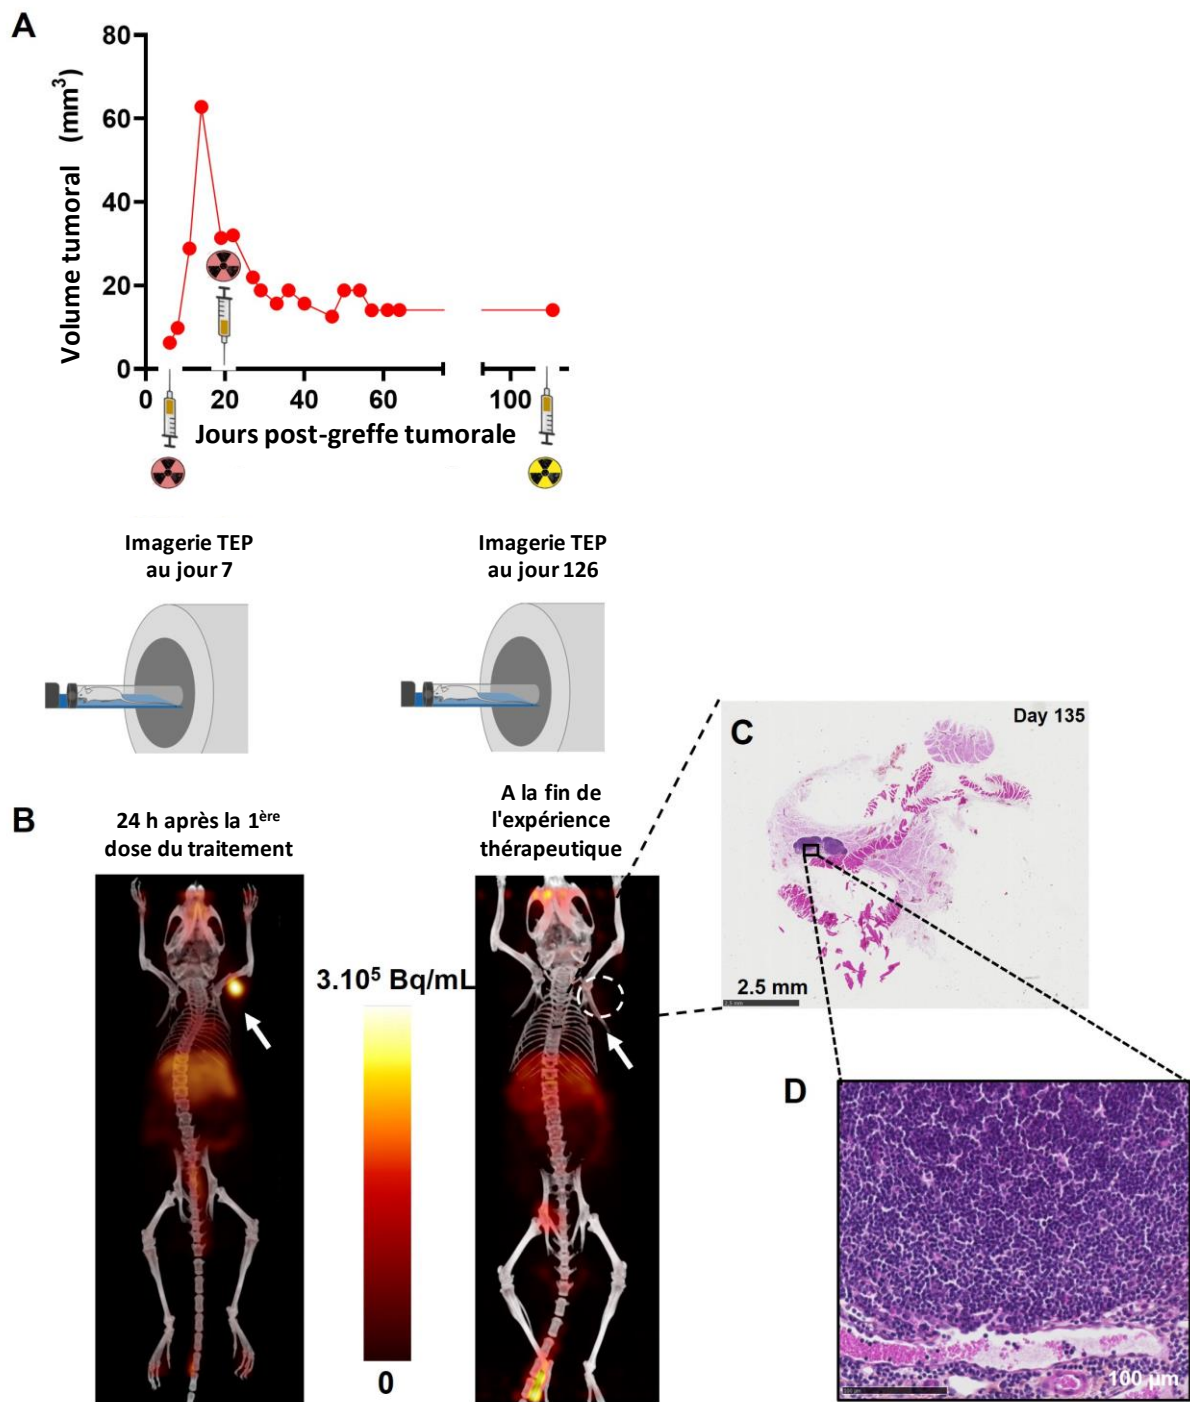 A
80
60
40
20
0
Volume tumoral (mm³)
0 20 40 60 100
Jours post-greffe tumorale
Imagerie TEP
au jour 7
Imagerie TEP
au jour 126
B
24 h après la 1ère
dose du traitement
A la fin de
l'expérience
thérapeutique
3.10⁵ Bq/mL
0
C
Day 135
2.5 mm
D
100 µm